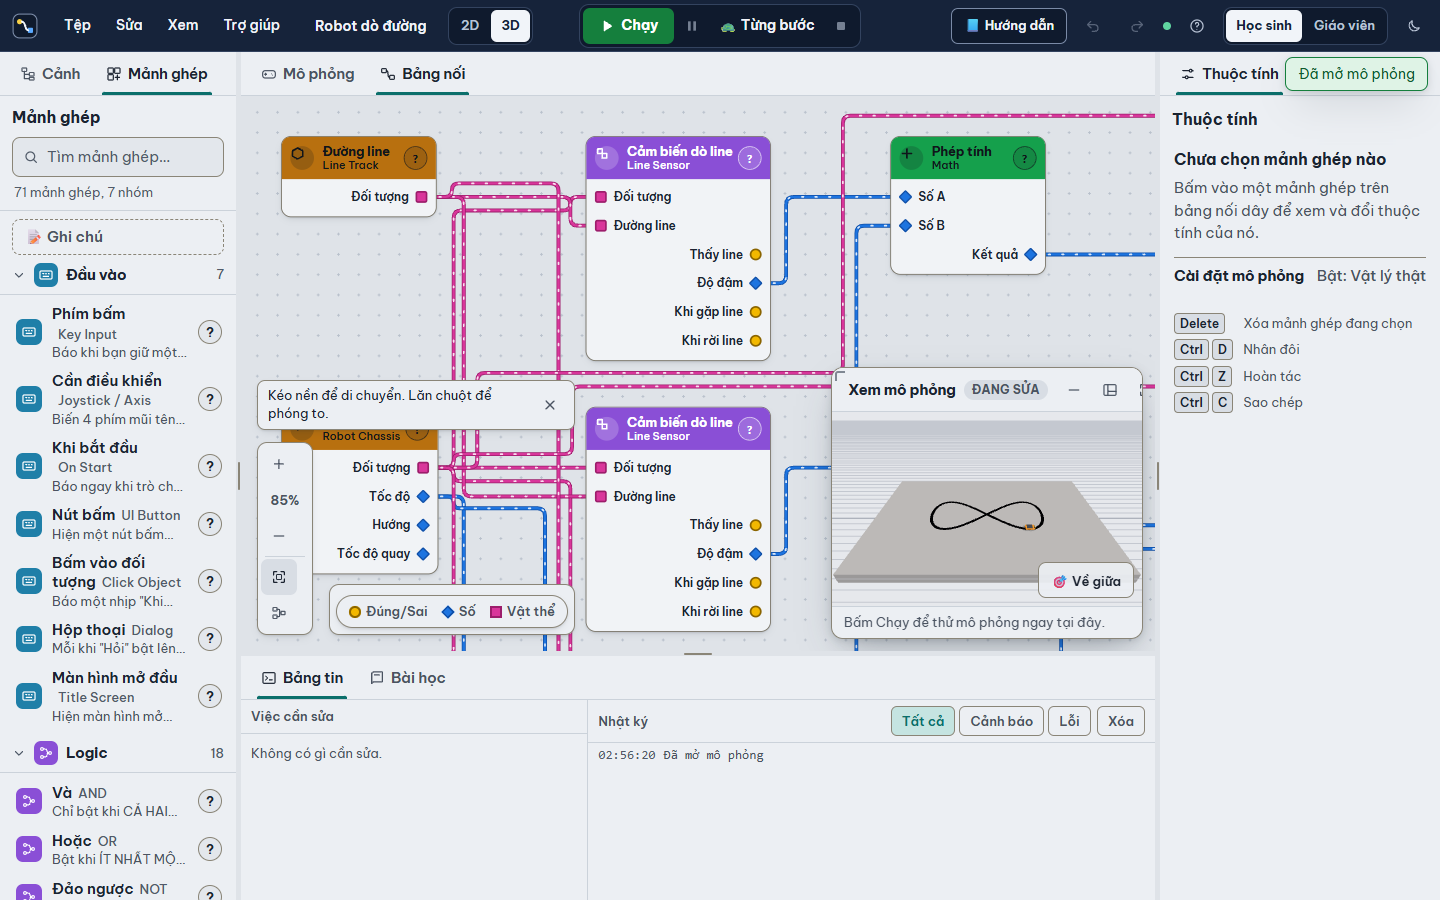 Tệp
Sửa
Xem
Trợ giúp
Robot dò đường
2D
3D
Chạy
Từng bước
Hướng dẫn
Học sinh
Giáo viên
Cảnh
Mảnh ghép
Mảnh ghép
Tìm mảnh ghép...
71 mảnh ghép, 7 nhóm
Ghi chú
Đầu vào
7
Phím bấm
Key Input
Báo khi bạn giữ một...
?
Cần điều khiển
Joystick / Axis
Biến 4 phím mũi tên...
?
Khi bắt đầu
On Start
Báo ngay khi trò ch...
?
Nút bấm UI Button
Hiện một nút bấm...
?
Bấm vào đối
tượng Click Object
Báo một nhịp "Khi...
?
Hộp thoại Dialog
Mỗi khi "Hỏi" bật lên...
?
Màn hình mở đầu
Title Screen
Hiện màn hình mở...
?
Logic
18
Và AND
Chỉ bật khi CẢ HAI...
?
Hoặc OR
Bật khi ÍT NHẤT MỘ...
?
Đảo ngược NOT
?
Mô phỏng
Bảng nối
Đường line
Line Track
?
Đối tượng
Cảm biến dò line
Line Sensor
?
Đối tượng
Đường line
Thấy line
Độ đậm
Khi gặp line
Khi rời line
Phép tính
Math
?
Số A
Số B
Kết quả
Kéo nền để di chuyển. Lăn chuột để
phóng to.
Robot Chassis
?
Đối tượng
Tốc độ
Hướng
Tốc độ quay
85%
Đúng/Sai
Số
Vật thể
Cảm biến dò line
Line Sensor
?
Đối tượng
Đường line
Thấy line
Độ đậm
Khi gặp line
Khi rời line
Xem mô phỏng
ĐANG SỬA
Về giữa
Bấm Chạy để thử mô phỏng ngay tại đây.
Bảng tin
Bài học
Việc cần sửa
Không có gì cần sửa.
Nhật ký
Tất cả
Cảnh báo
Lỗi
Xóa
02:56:20 Đã mở mô phỏng
Thuộc tính
Đã mở mô phỏng
Thuộc tính
Chưa chọn mảnh ghép nào
Bấm vào một mảnh ghép trên
bảng nối dây để xem và đổi thuộc
tính của nó.
Cài đặt mô phỏng
Bật: Vật lý thật
Delete Xóa mảnh ghép đang chọn
Ctrl D Nhân đôi
Ctrl Z Hoàn tác
Ctrl C Sao chép